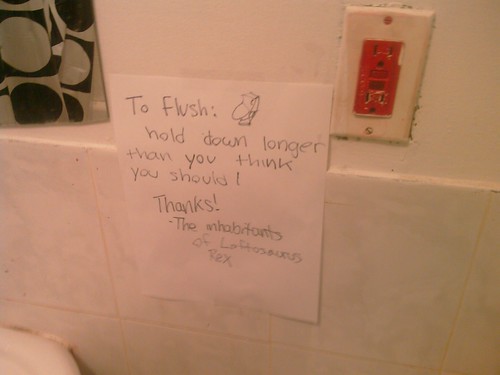 To Flush:
hold down longer
than you think
you should!
Thanks!
-The inhabitants
of Loftosaurus
Rex